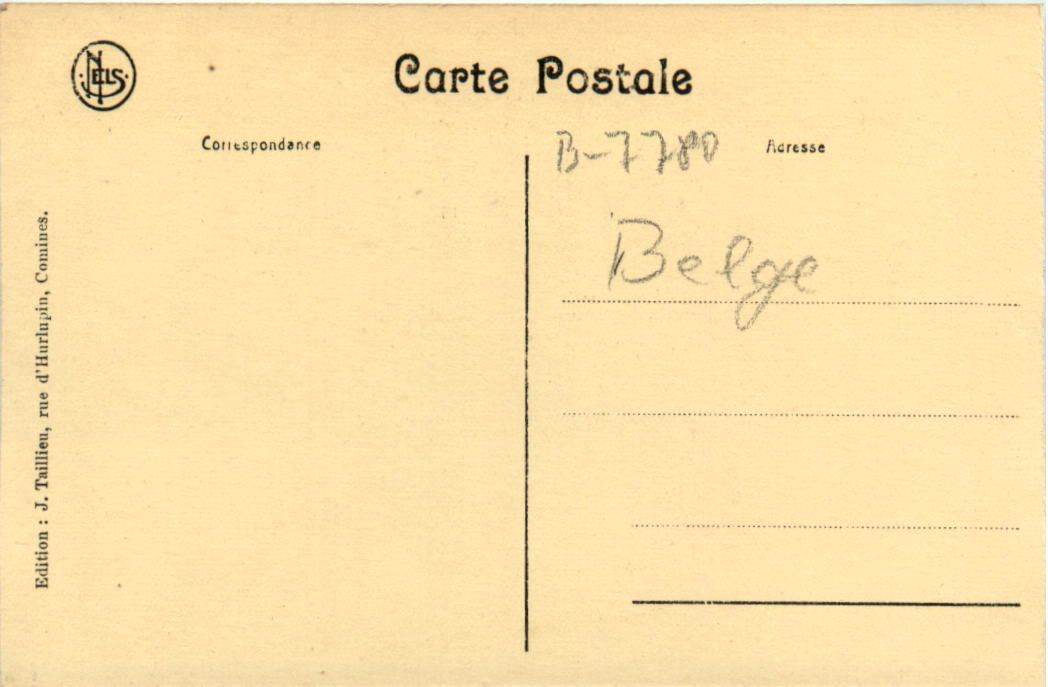 NELS
Carte Postale
Correspondance
Adresse
B-7780
Belge
Edition : J. Taillieu, rue d'Hurlupin, Comines.